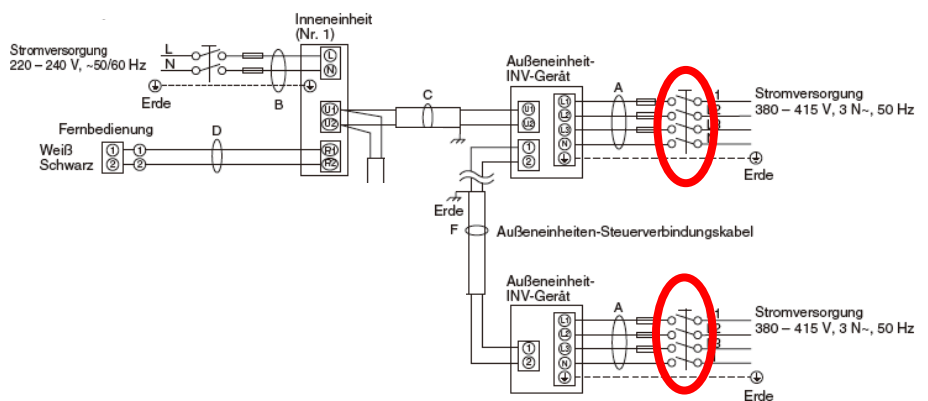 Inneneinheit
(Nr. 1)
Stromversorgung
220 – 240 V, ~50/60 Hz
L
N
L
N
Erde
B
Außeneinheit-
INV-Gerät
A
Stromversorgung
380 – 415 V, 3 N~, 50 Hz
L1
L2
L3
N
Erde
U1
U2
C
U1
U2
1
2
Fernbedienung
Weiß
Schwarz
1
2
1
2
D
R1
R2
Erde
F
Außeneinheiten-Steuerverbindungskabel
Außeneinheit-
INV-Gerät
A
Stromversorgung
380 – 415 V, 3 N~, 50 Hz
L1
L2
L3
N
1
2
Erde